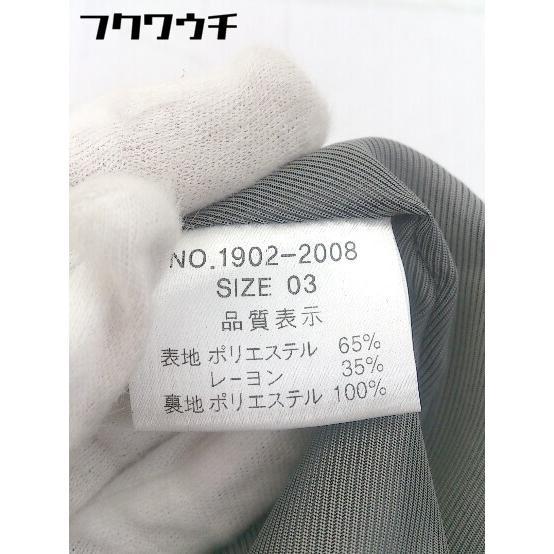 フクワウチ
NO.1902-2008
SIZE 03
品質表示
表地 ポリエステル 65%
レーヨン 35%
裏地 ポリエステル 100%